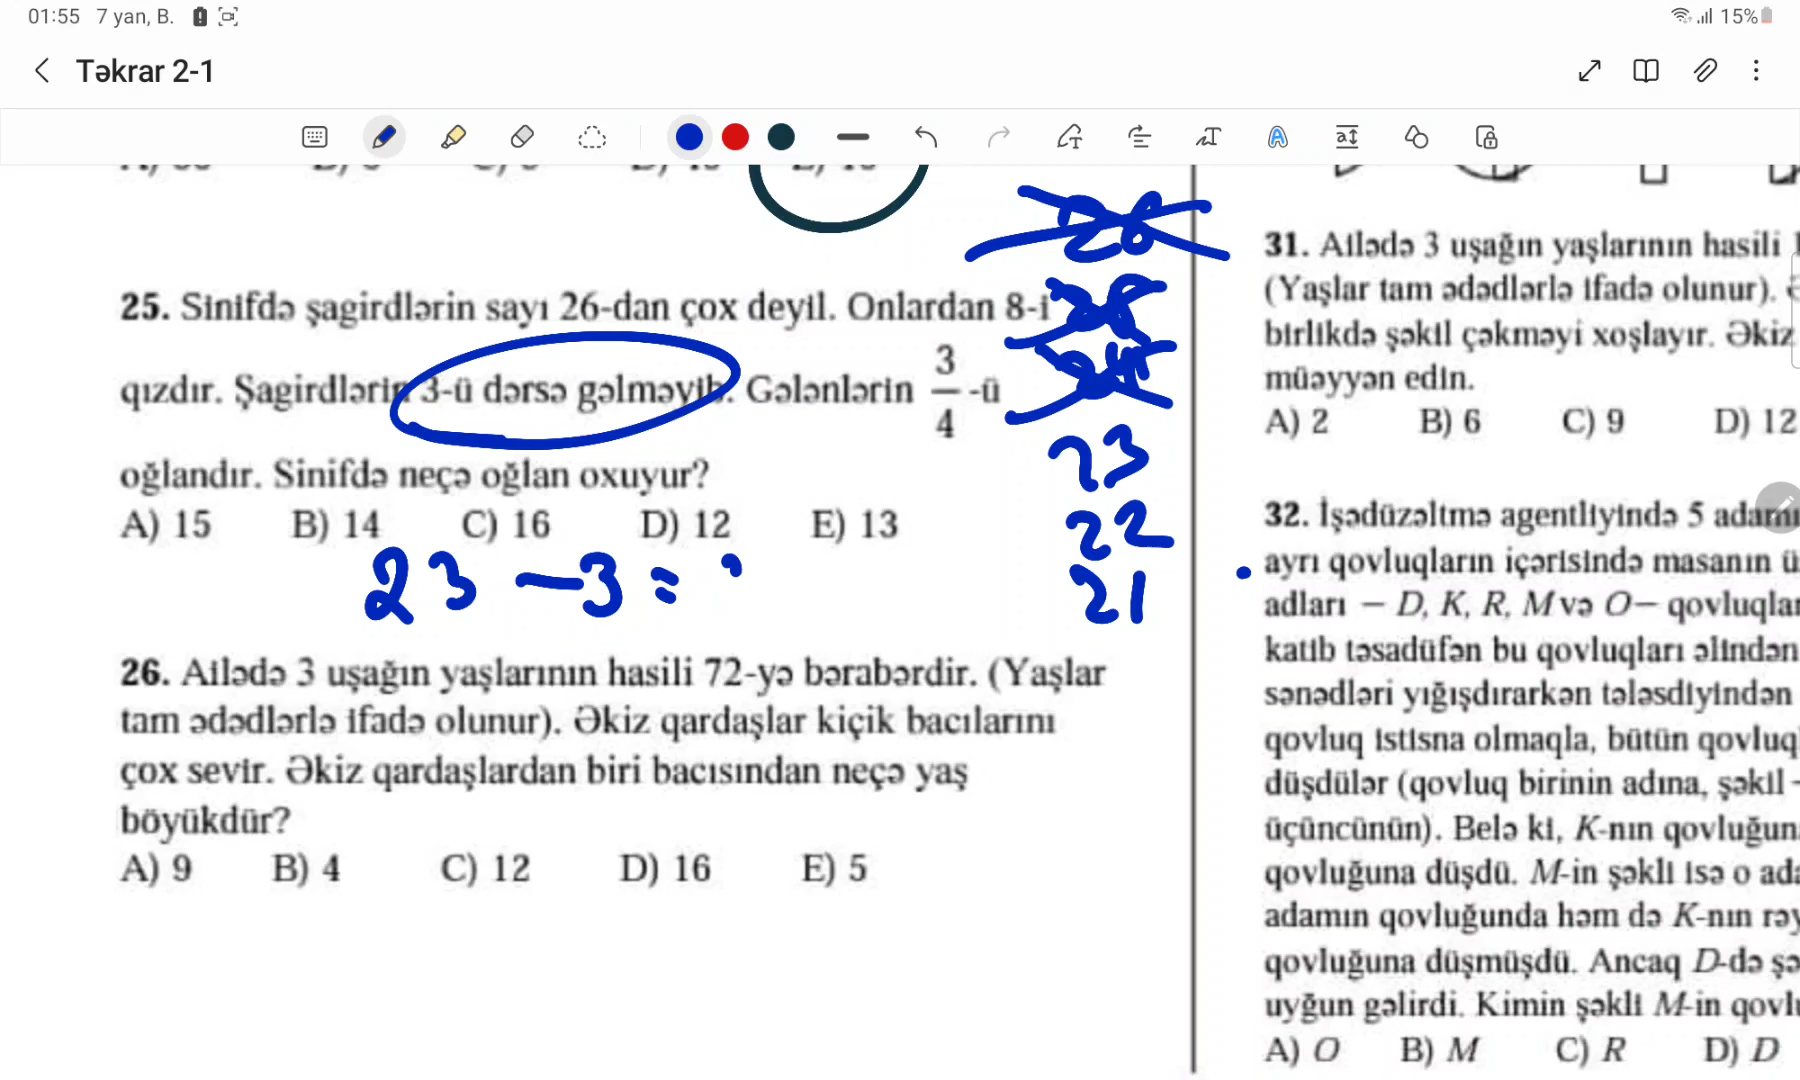 01:55 7 yan, B. 15%
Təkrar 2-1
25. Sinifdə şagirdlərin sayı 26-dan çox deyil. Onlardan 8-i
qızdır. Şagirdlərin 3-ü dərsə gəlməyib. Gələnlərin 3/4 -ü
oğlandır. Sinifdə neçə oğlan oxuyur?
A) 15 B) 14 C) 16 D) 12 E) 13
23 - 3 =
26
24
23
22
21
26. Ailədə 3 uşağın yaşlarının hasili 72-yə bərabərdir. (Yaşlar
tam ədədlərlə ifadə olunur). Əkiz qardaşlar kiçik bacılarını
çox sevir. Əkiz qardaşlardan biri bacısından neçə yaş
böyükdür?
A) 9 B) 4 C) 12 D) 16 E) 5
31. Ailədə 3 uşağın yaşlarının hasili
(Yaşlar tam ədədlərlə ifadə olunur).
birlikdə şəkil çəkməyi xoşlayır. Əkiz
müəyyən edin.
A) 2 B) 6 C) 9 D) 12
32. İşədüzəltmə agentliyində 5 adamı
ayrı qovluqların içərisində masanın ü
adları – D, K, R, M və O– qovluqlar
katib təsadüfən bu qovluqları əlindən
sənədləri yığışdırarkən tələsdiyindən
qovluq istisna olmaqla, bütün qovluq
düşdülər (qovluq birinin adına, şəkil -
üçüncünün). Belə ki, K-nın qovluğun
qovluğuna düşdü. M-in şəkli isə o ada
adamın qovluğunda həm də K-nın rəy
qovluğuna düşmüşdü. Ancaq D-də şə
uyğun gəlirdi. Kimin şəkli M-in qovlu
A) O B) M C) R D) D